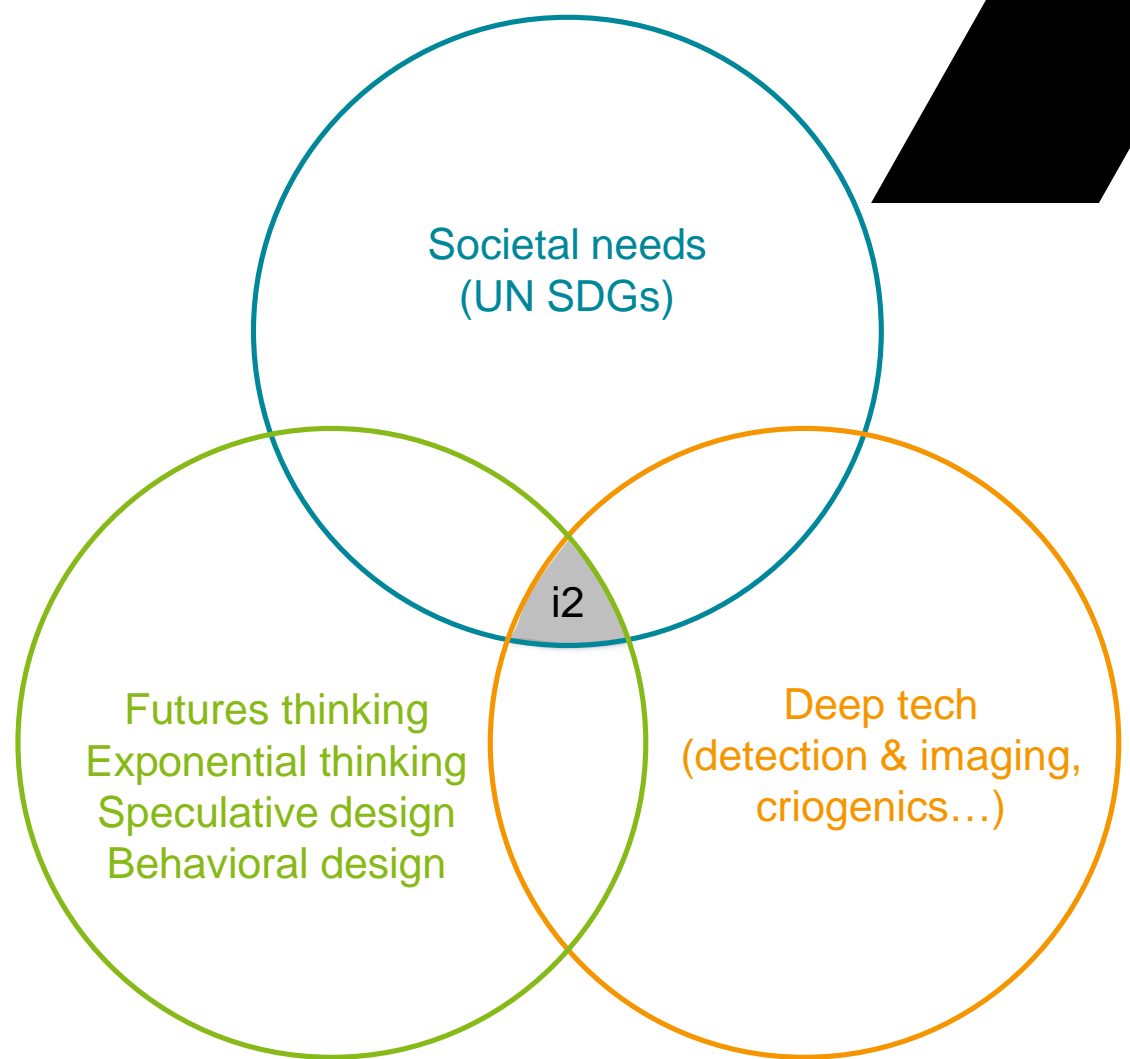 Societal needs
(UN SDGs)
i2
Futures thinking
Exponential thinking
Speculative design
Behavioral design
Deep tech
(detection & imaging,
criogenics…)